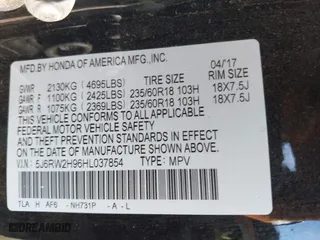 MFD.BY HONDA OF AMERICA MFG.,INC. 04/17
GVWR 2130KG (4695LBS) TIRE SIZE RIM SIZE
GAWR F 1100KG (2425LBS) 235/60R18 103H 18X7.5J
GAWR R 1075KG (2369LBS) 235/60R18 103H 18X7.5J
THIS VEHICLE CONFORMS TO ALL APPLICABLE
FEDERAL MOTOR VEHICLE SAFETY AND
THEFT PREVENTION STANDARDS IN EFFECT ON
THE DATE OF MANUFACTURE SHOWN ABOVE.
V.I.N: 5J6RW2H96HL037854 TYPE: MPV
TLA H AF6 - NH731P - A - L
DREAMBID